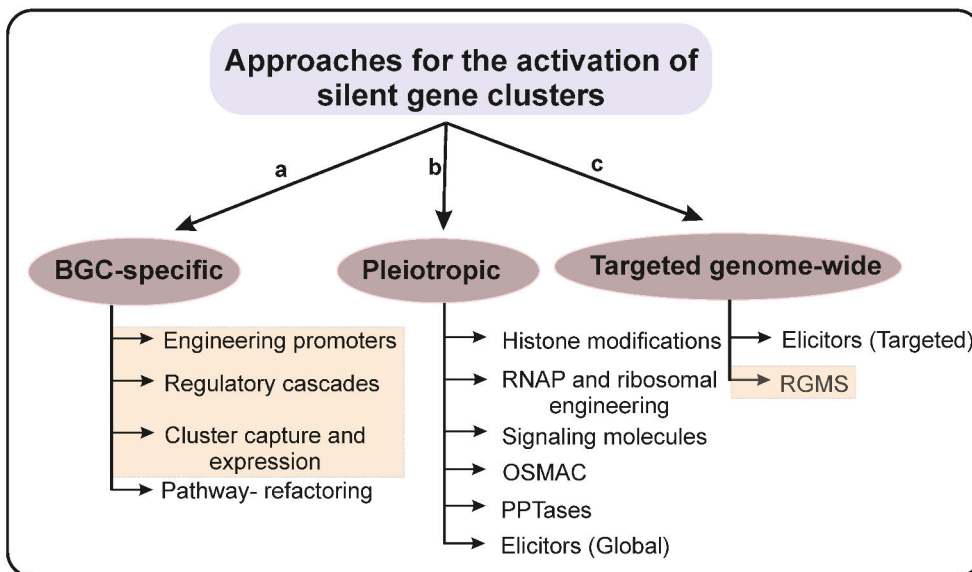 Approaches for the activation of
silent gene clusters
a
b
c
BGC-specific
Pleiotropic
Targeted genome-wide
Engineering promoters
Regulatory cascades
Cluster capture and
expression
Pathway- refactoring
Histone modifications
RNAP and ribosomal
engineering
Signaling molecules
OSMAC
PPTases
Elicitors (Global)
Elicitors (Targeted)
RGMS